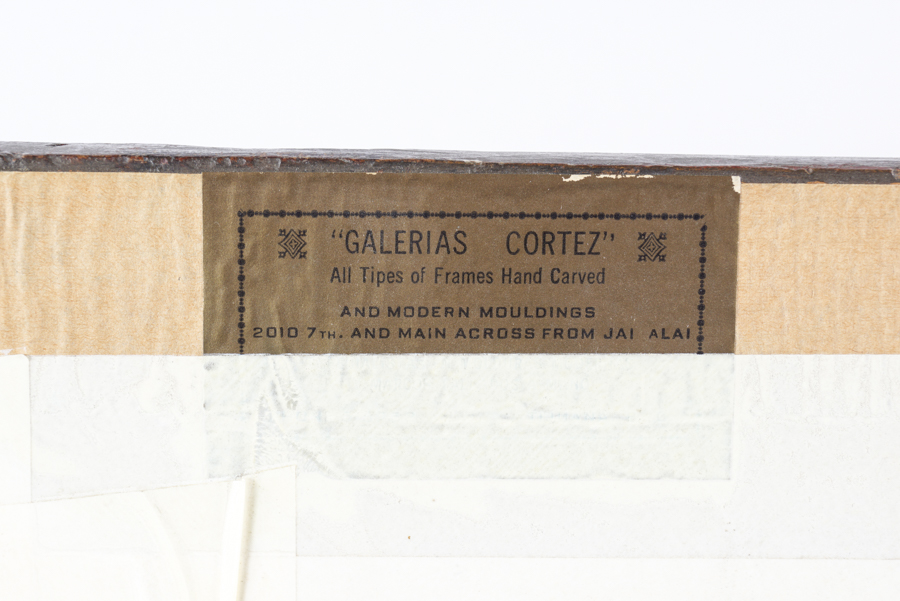 "GALERIAS CORTEZ"
All Tipes of Frames Hand Carved
AND MODERN MOULDINGS
2010 7TH. AND MAIN ACROSS FROM JAI ALAI